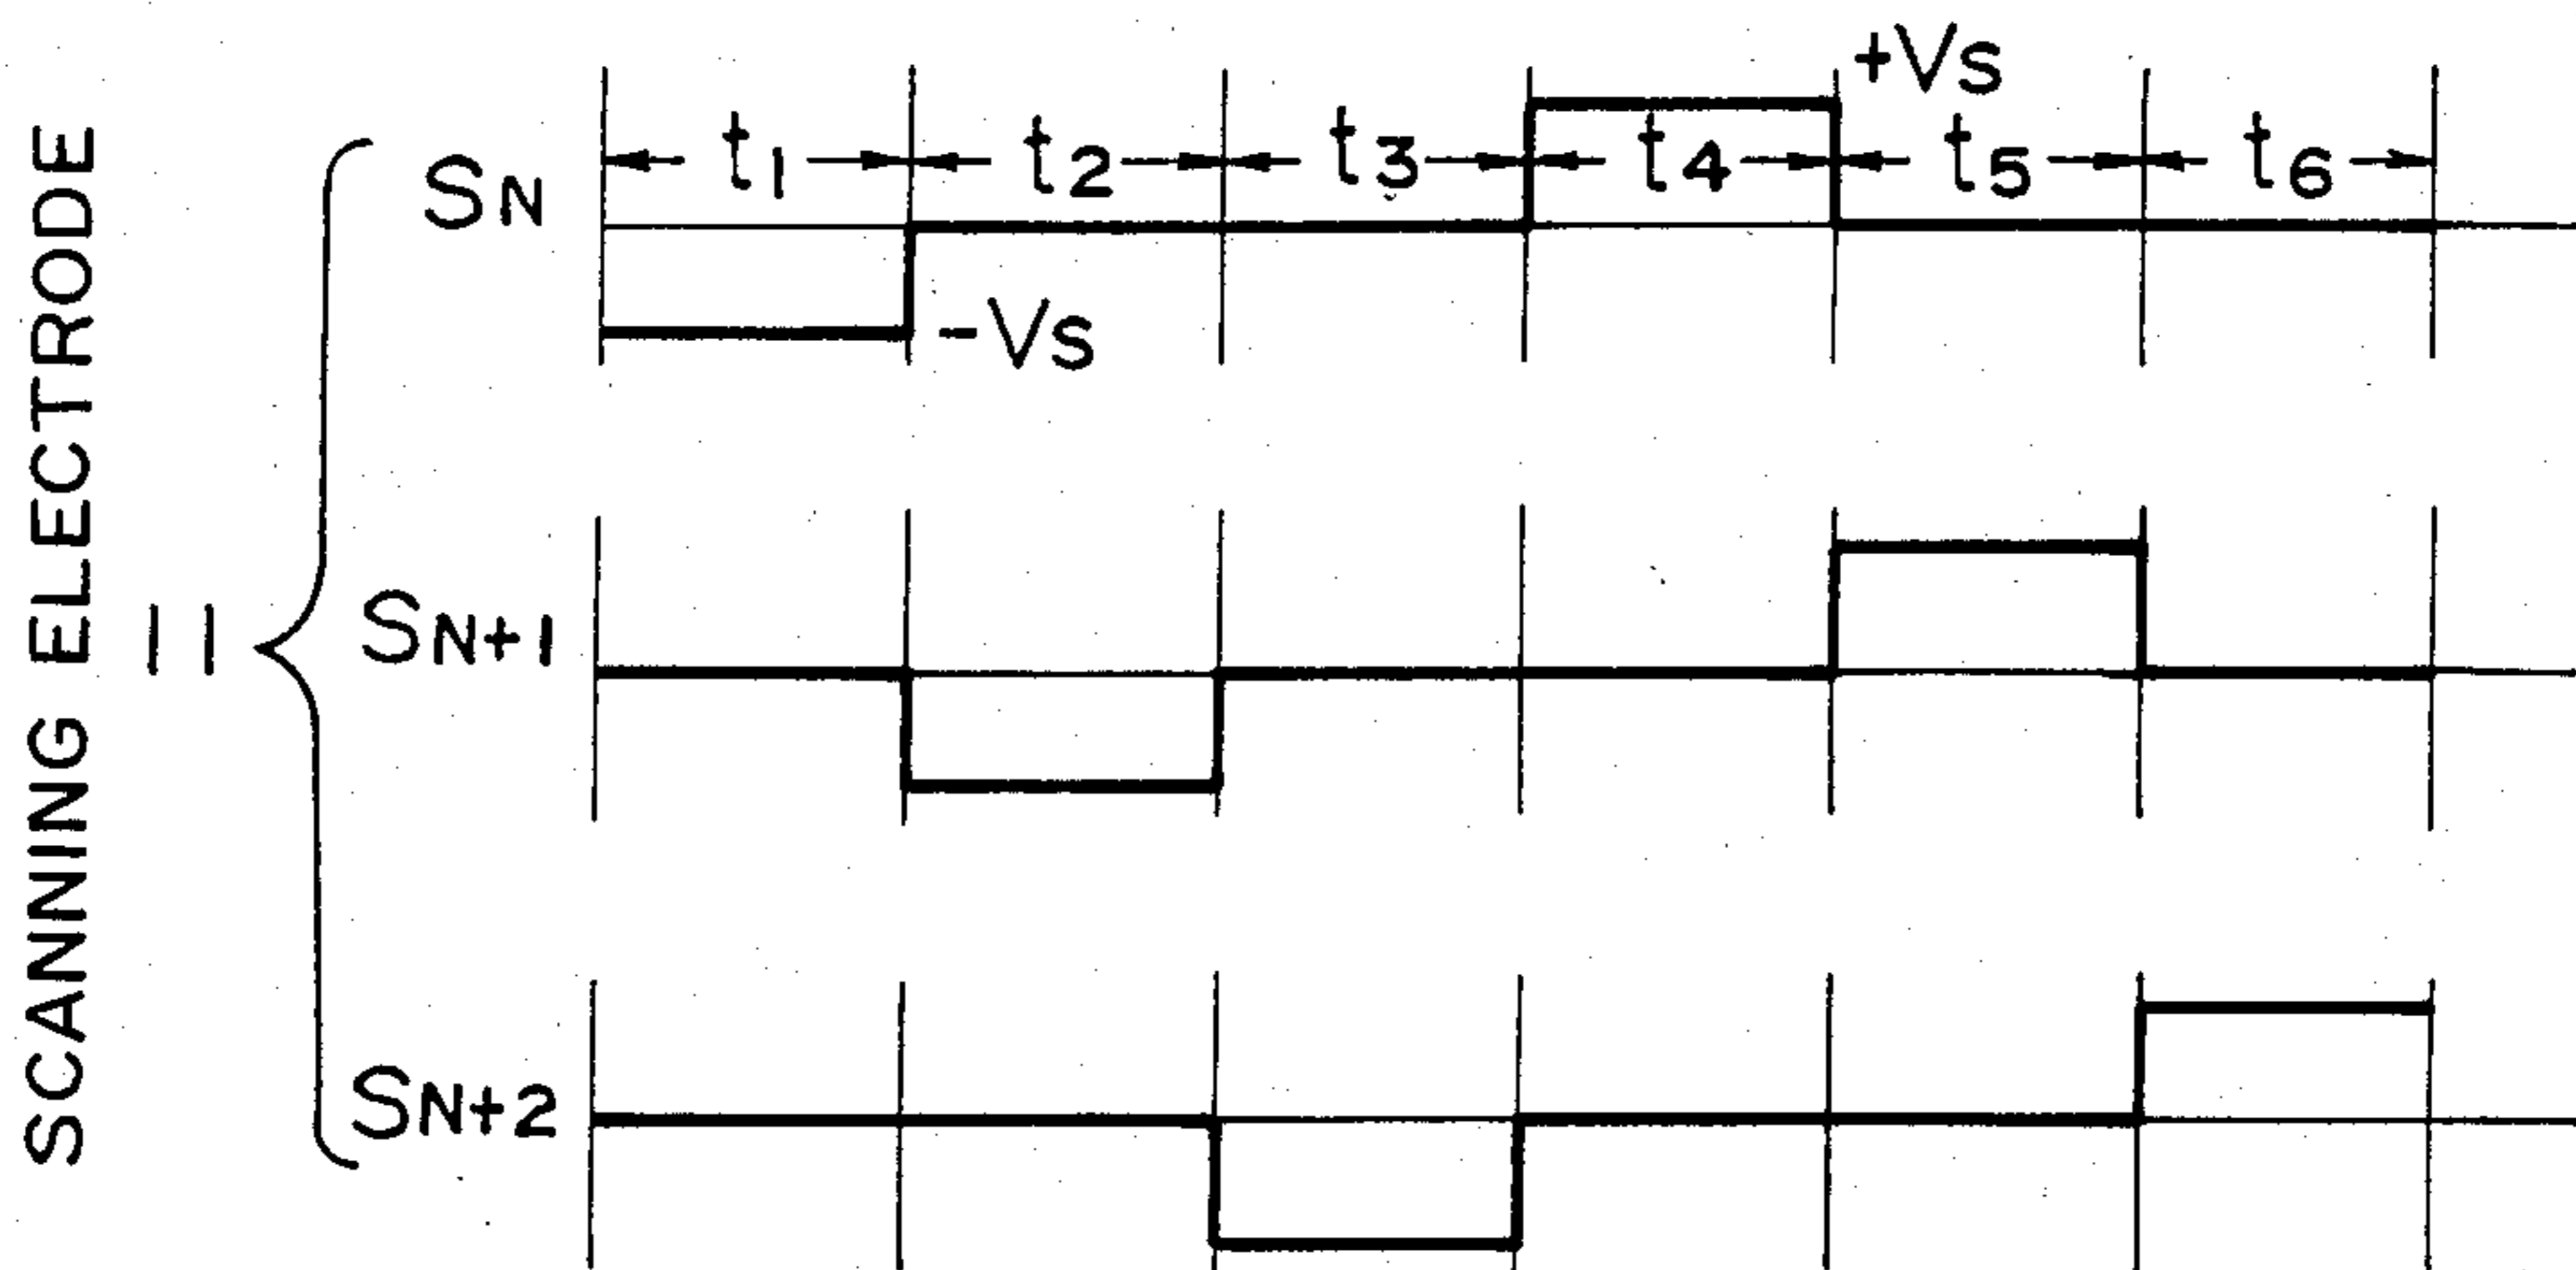 SCANNING ELECTRODE
11
SN
t1
t2
t3
t4
t5
t6
+Vs
-Vs
SN+1
SN+2